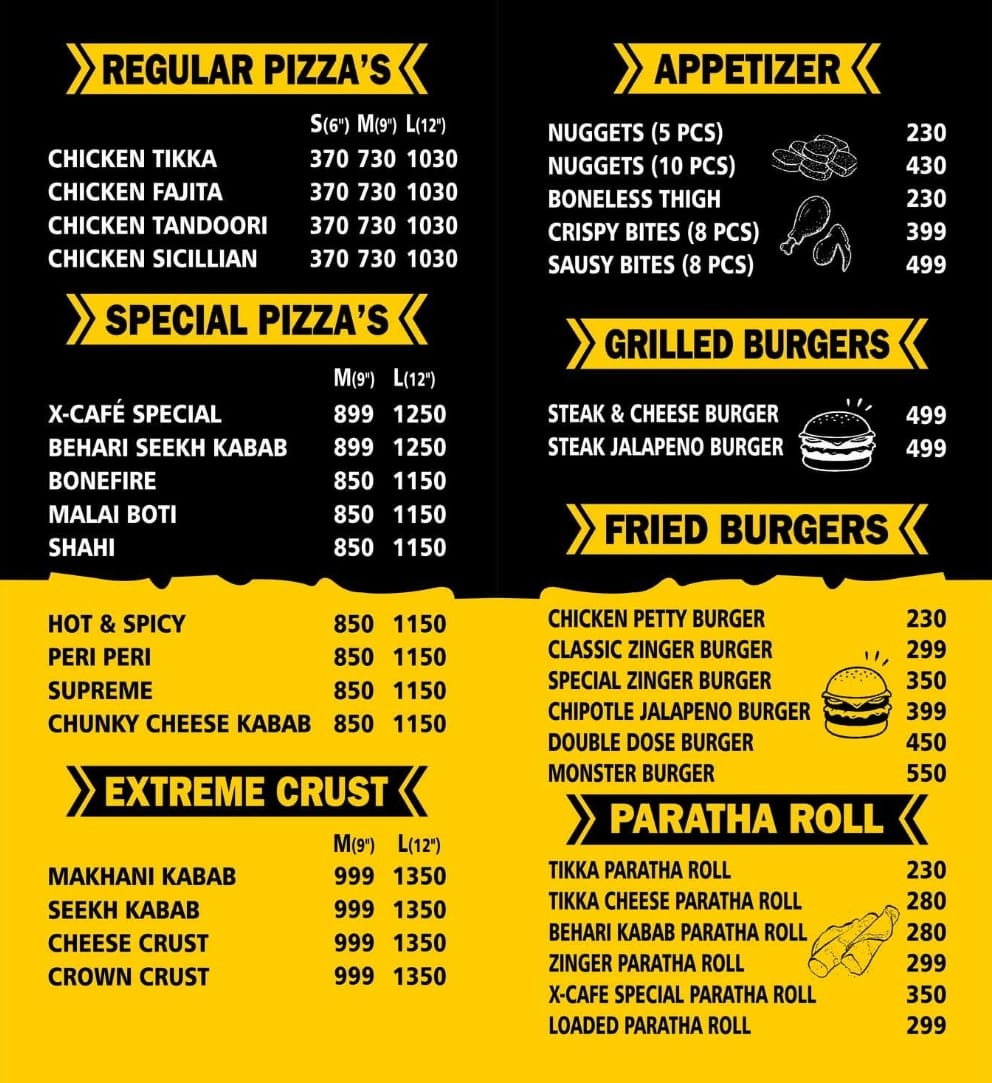 REGULAR PIZZA'S
S(6") M(9") L(12")
CHICKEN TIKKA 370 730 1030
CHICKEN FAJITA 370 730 1030
CHICKEN TANDOORI 370 730 1030
CHICKEN SICILLIAN 370 730 1030
SPECIAL PIZZA'S
M(9") L(12")
X-CAFÉ SPECIAL 899 1250
BEHARI SEEKH KABAB 899 1250
BONEFIRE 850 1150
MALAI BOTI 850 1150
SHAHI 850 1150
HOT & SPICY 850 1150
PERI PERI 850 1150
SUPREME 850 1150
CHUNKY CHEESE KABAB 850 1150
EXTREME CRUST
M(9") L(12")
MAKHANI KABAB 999 1350
SEEKH KABAB 999 1350
CHEESE CRUST 999 1350
CROWN CRUST 999 1350
APPETIZER
NUGGETS (5 PCS) 230
NUGGETS (10 PCS) 430
BONELESS THIGH 230
CRISPY BITES (8 PCS) 399
SAUSY BITES (8 PCS) 499
GRILLED BURGERS
STEAK & CHEESE BURGER 499
STEAK JALAPENO BURGER 499
FRIED BURGERS
CHICKEN PETTY BURGER 230
CLASSIC ZINGER BURGER 299
SPECIAL ZINGER BURGER 350
CHIPOTLE JALAPENO BURGER 399
DOUBLE DOSE BURGER 450
MONSTER BURGER 550
PARATHA ROLL
TIKKA PARATHA ROLL 230
TIKKA CHEESE PARATHA ROLL 280
BEHARI KABAB PARATHA ROLL 280
ZINGER PARATHA ROLL 299
X-CAFE SPECIAL PARATHA ROLL 350
LOADED PARATHA ROLL 299